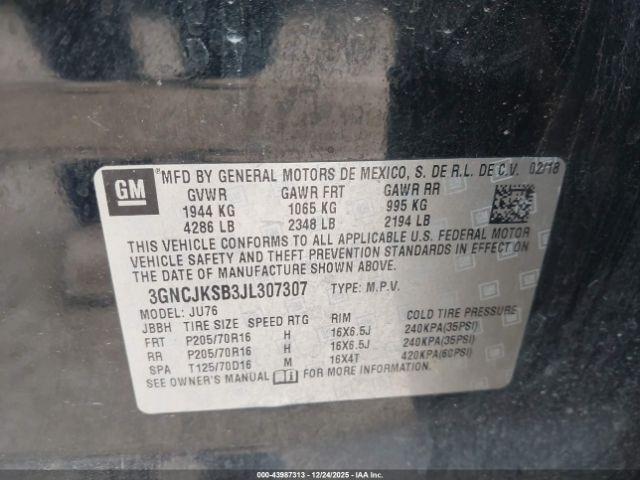 GM
®MFD BY GENERAL MOTORS DE MEXICO, S. DE R.L. DE C.V. 02/18
GVWR GAWR FRT GAWR RR
1944 KG 1065 KG 995 KG
4286 LB 2348 LB 2194 LB
THIS VEHICLE CONFORMS TO ALL APPLICABLE U.S. FEDERAL MOTOR
VEHICLE SAFETY AND THEFT PREVENTION STANDARDS IN EFFECT ON
THE DATE OF MANUFACTURE SHOWN ABOVE.
3GNCJKSB3JL307307 TYPE: M.P.V.
MODEL: JU76
JBBH TIRE SIZE SPEED RTG RIM COLD TIRE PRESSURE
FRT P205/70R16 H 16X6.5J 240KPA(35PSI)
RR P205/70R16 H 16X6.5J 240KPA(35PSI)
SPA T125/70D16 M 16X4T 420KPA(60PSI)
SEE OWNER'S MANUAL FOR MORE INFORMATION.
000-43987313 - 12/24/2025 - IAAHCDNW